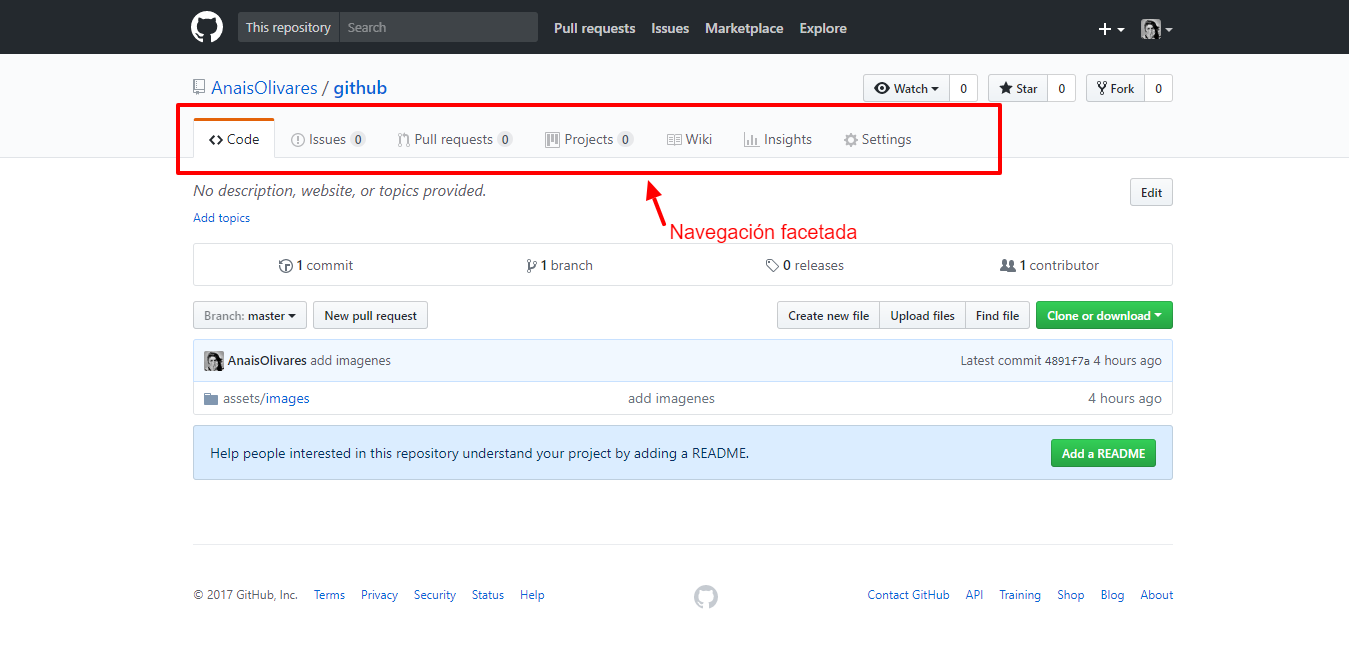 This repository Search Pull requests Issues Marketplace Explore
AnaisOlivares / github Watch 0 Star 0 Fork 0
Code Issues 0 Pull requests 0 Projects 0 Wiki Insights Settings
No description, website, or topics provided. Edit
Add topics
Navegación facetada
1 commit 1 branch 0 releases 1 contributor
Branch: master New pull request Create new file Upload files Find file Clone or download
AnaisOlivares add imagenes Latest commit 4891f7a 4 hours ago
assets/images add imagenes 4 hours ago
Help people interested in this repository understand your project by adding a README. Add a README
© 2017 GitHub, Inc. Terms Privacy Security Status Help Contact GitHub API Training Shop Blog About